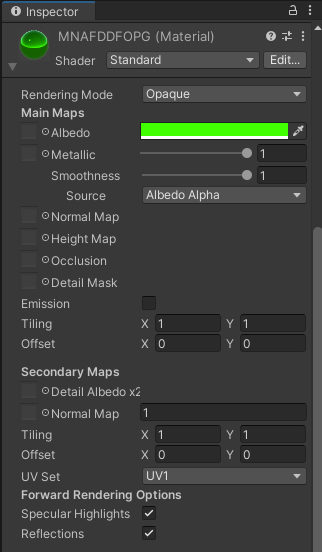 Inspector
MNAFDDFOPG (Material)
Shader Standard Edit...
Rendering Mode Opaque
Main Maps
Albedo
Metallic 1
Smoothness 1
Source Albedo Alpha
Normal Map
Height Map
Occlusion
Detail Mask
Emission
Tiling X 1 Y 1
Offset X 0 Y 0
Secondary Maps
Detail Albedo x2
Normal Map 1
Tiling X 1 Y 1
Offset X 0 Y 0
UV Set UV1
Forward Rendering Options
Specular Highlights
Reflections